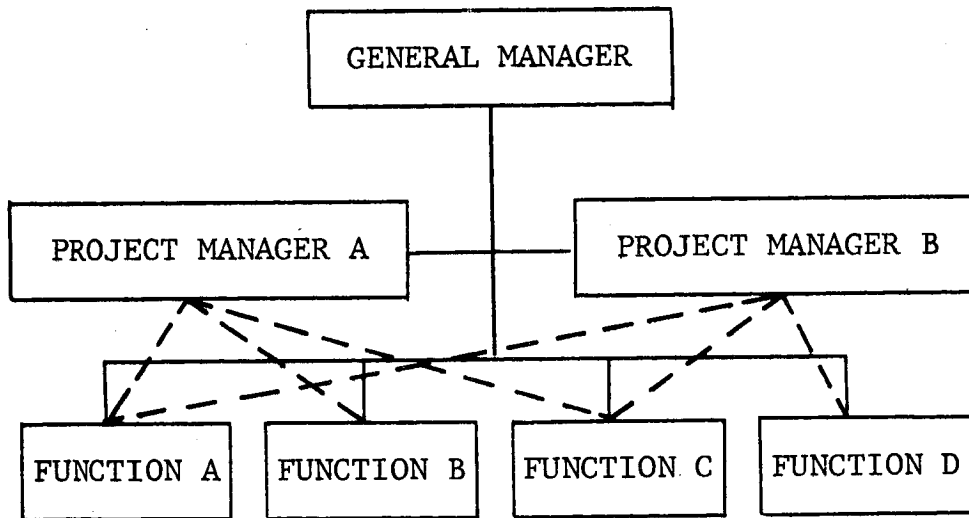 GENERAL MANAGER
PROJECT MANAGER A
PROJECT MANAGER B
FUNCTION A
FUNCTION B
FUNCTION C
FUNCTION D